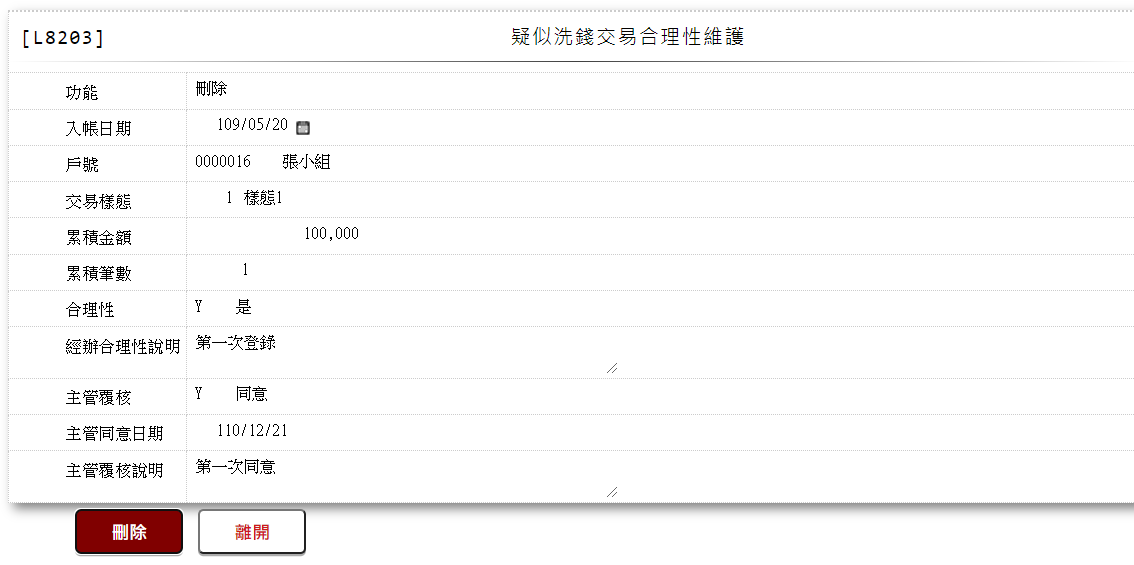 [L8203] 疑似洗錢交易合理性維護
功能 刪除
入帳日期 109/05/20
戶號 0000016 張小組
交易樣態 1 樣態1
累積金額 100,000
累積筆數 1
合理性 Y 是
經辦合理性說明 第一次登錄
主管覆核 Y 同意
主管同意日期 110/12/21
主管覆核說明 第一次同意
刪除 離開